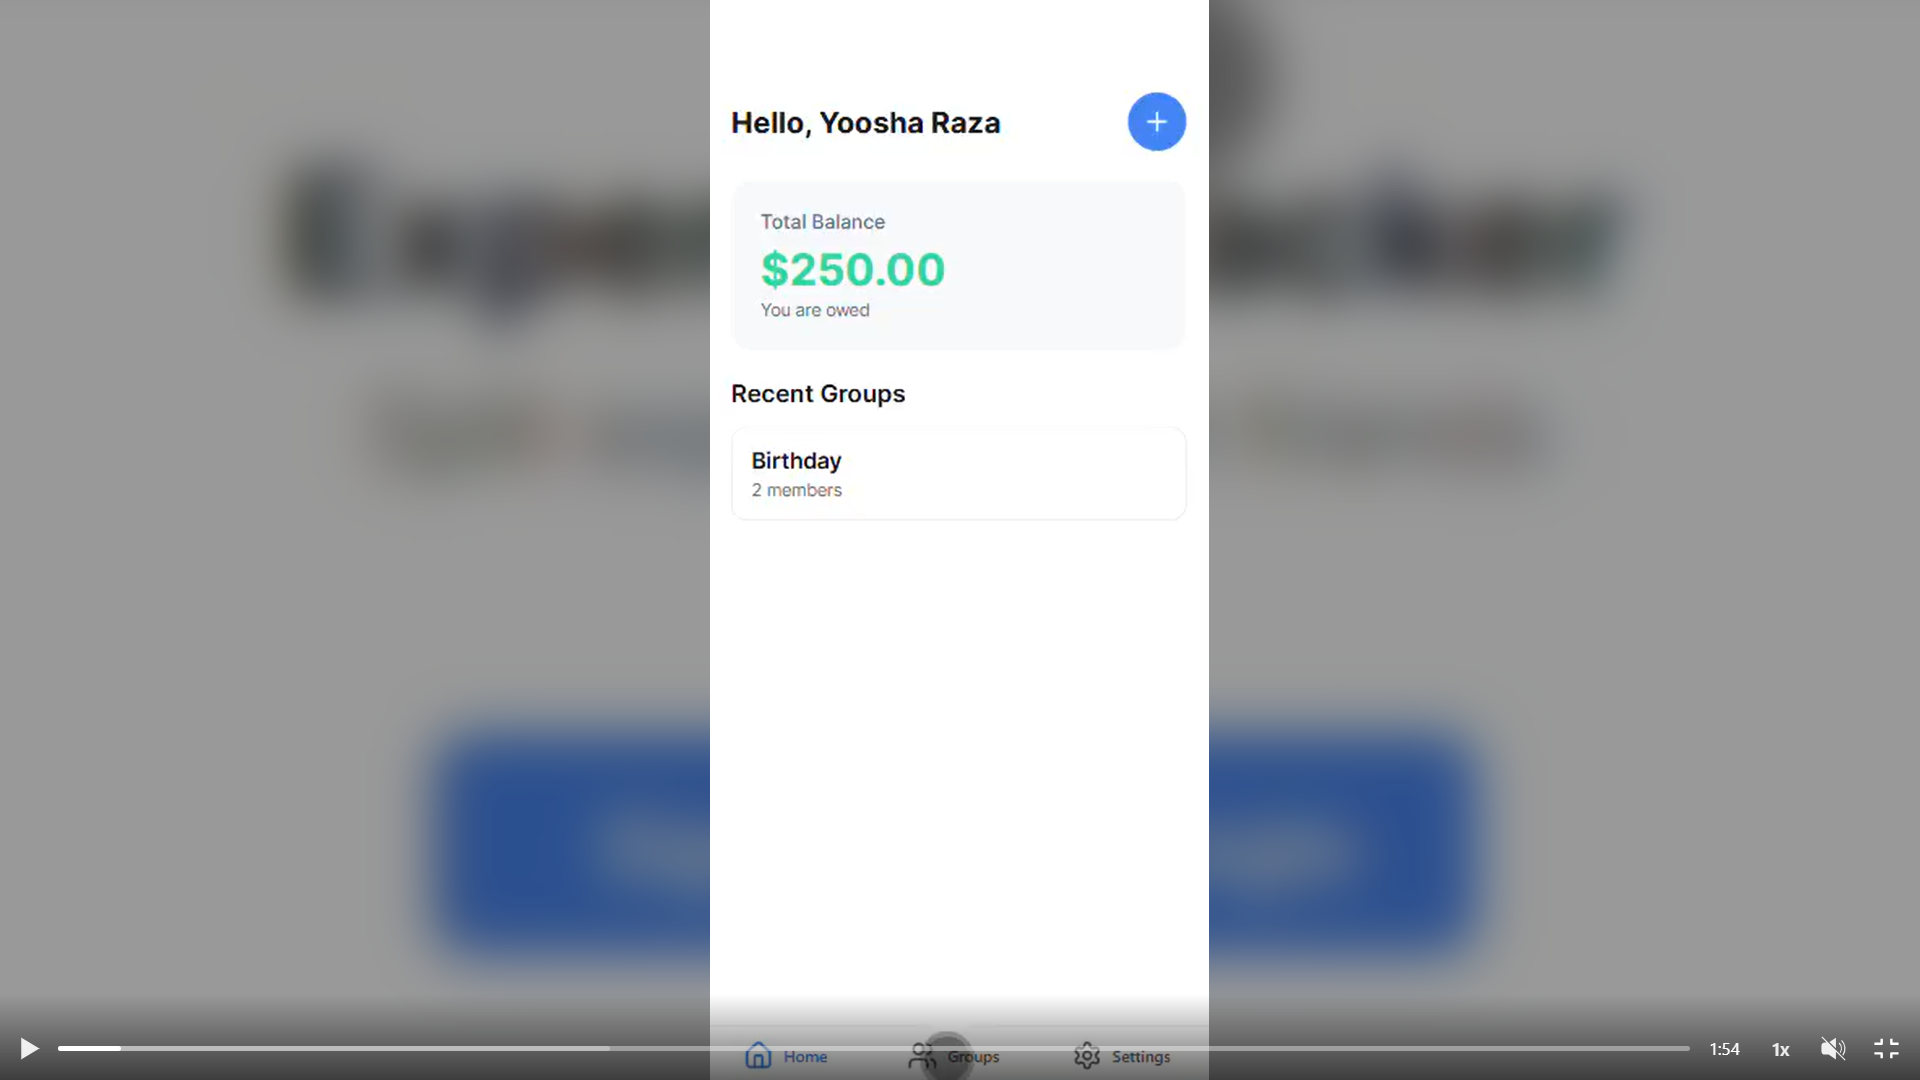 Hello, Yoosha Raza
Total Balance
$250.00
You are owed
Recent Groups
Birthday
2 members
Home
Groups
Settings
1:54
1x